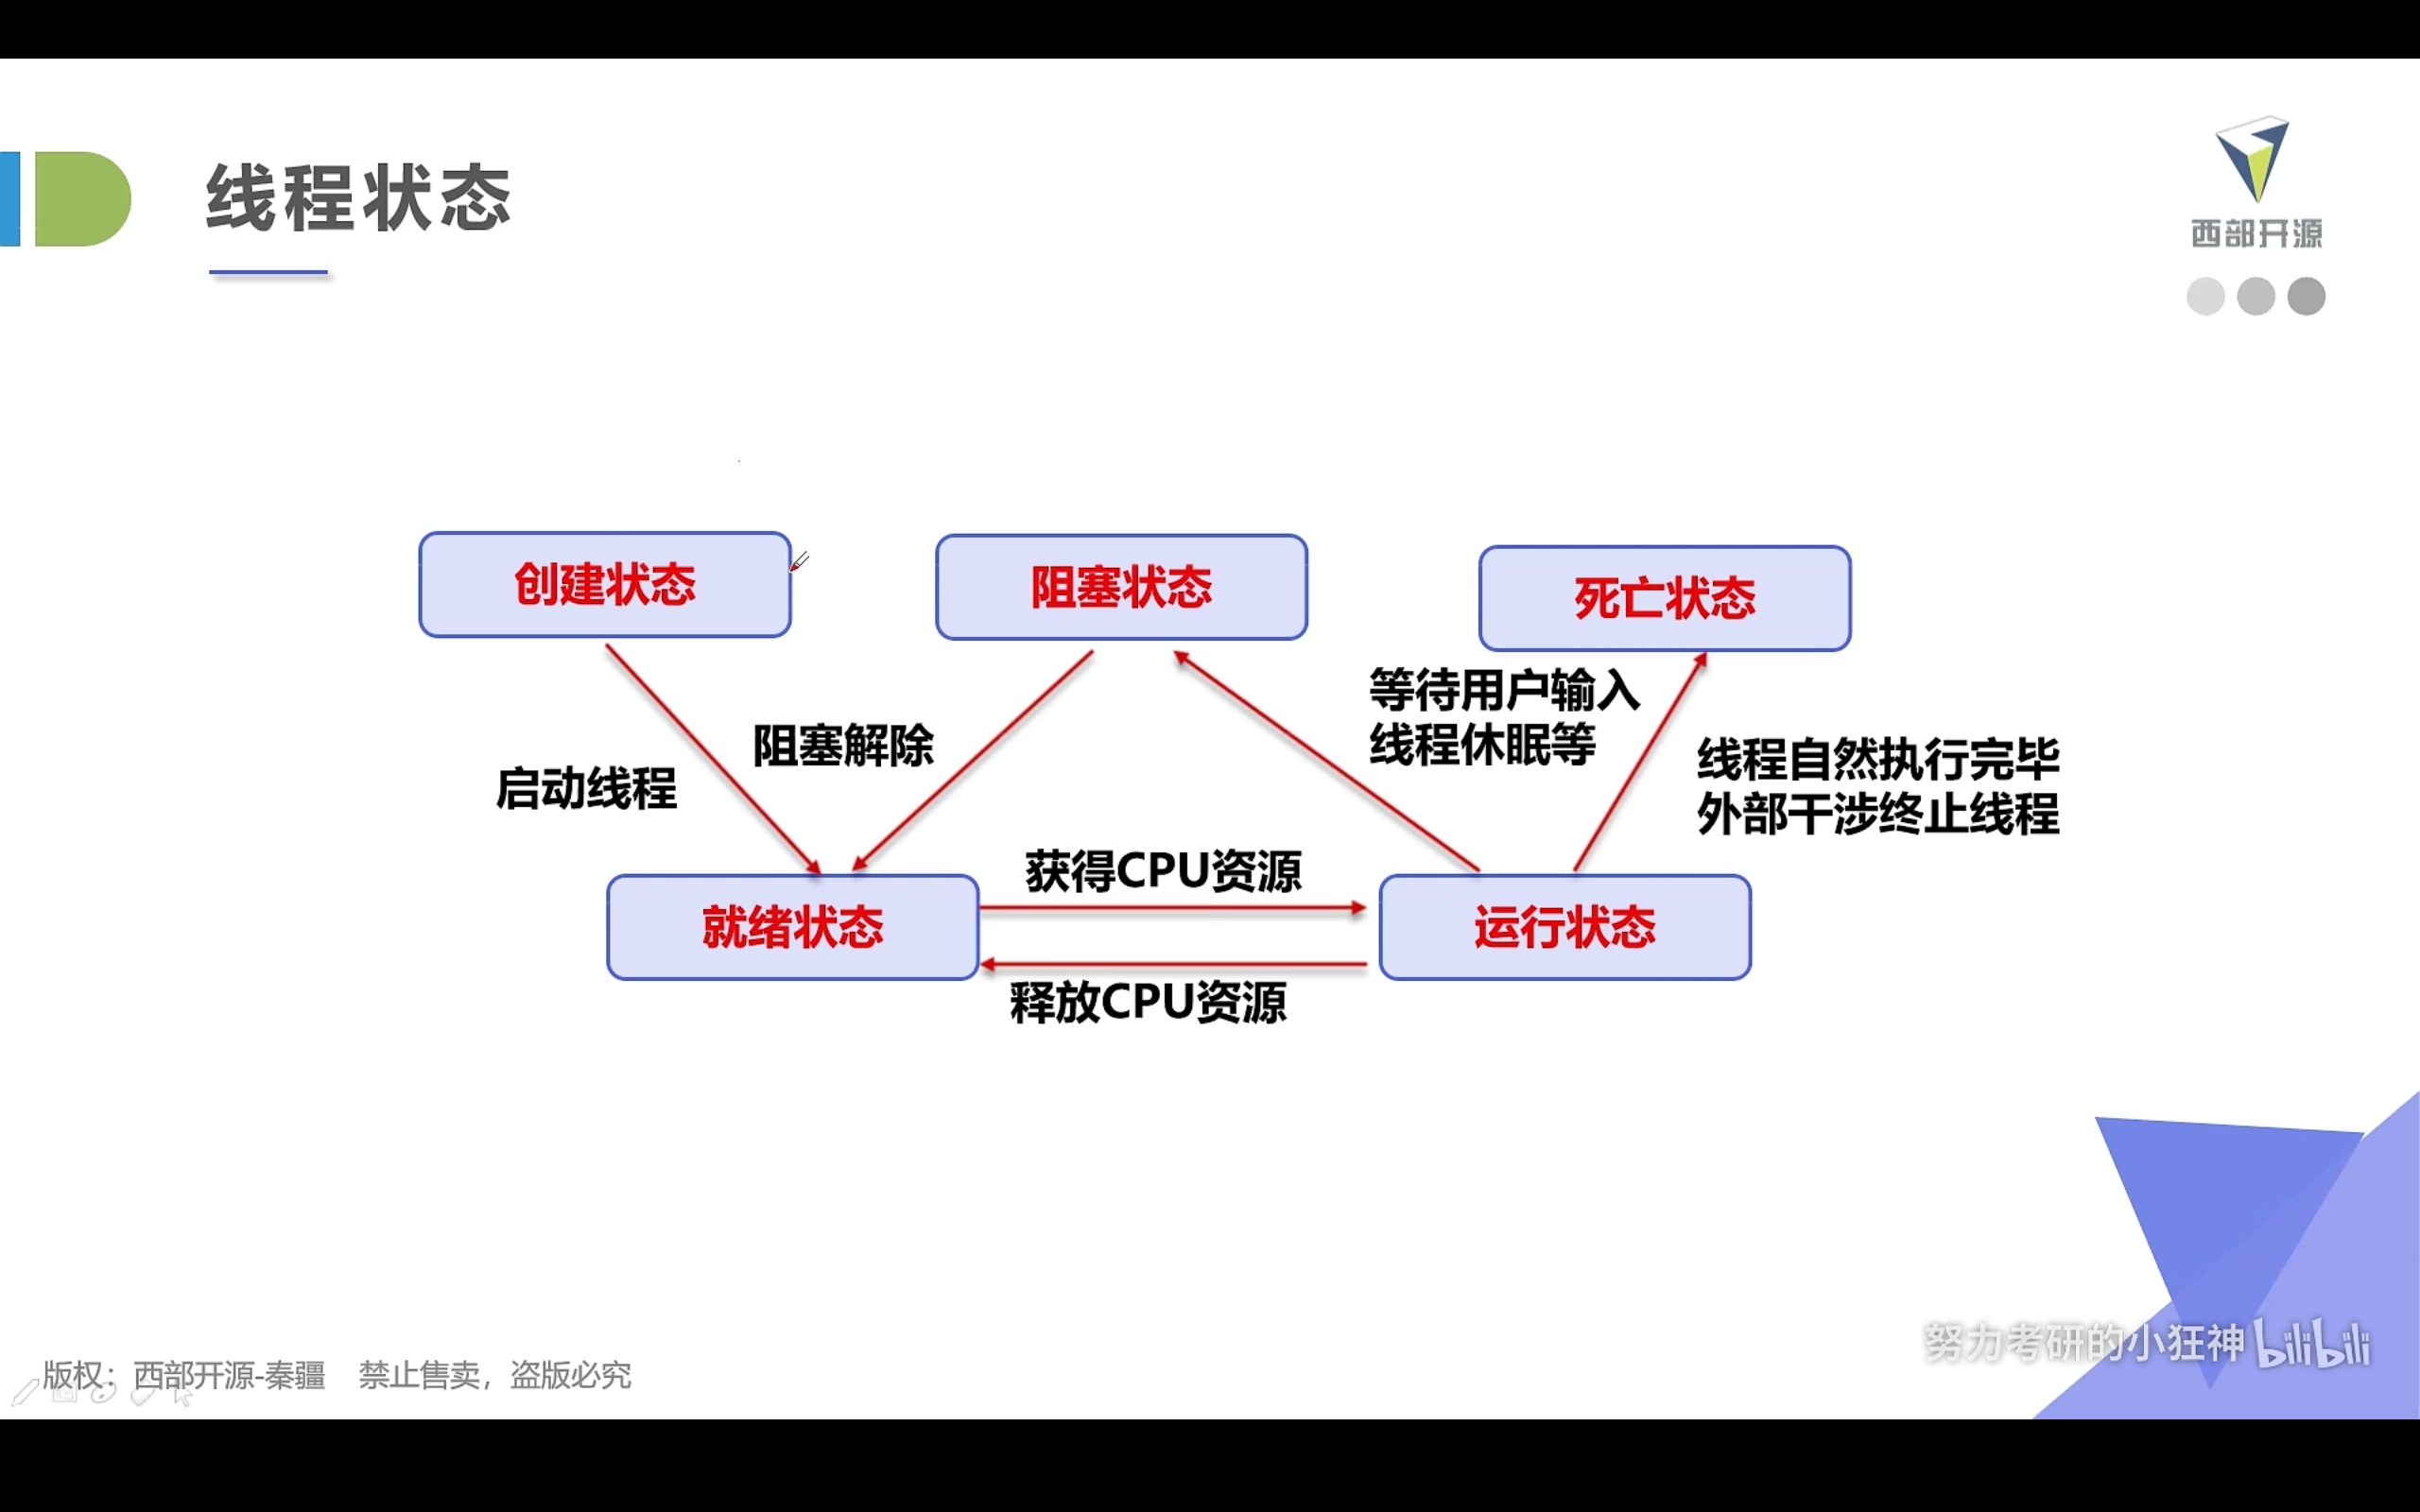 线程状态
西部开源
创建状态
阻塞状态
死亡状态
等待用户输入
线程休眠等
阻塞解除
启动线程
线程自然执行完毕
外部干涉终止线程
获得CPU资源
就绪状态
运行状态
释放CPU资源
努力考研的小狂神 bilibili
版权：西部开源-秦疆 禁止售卖，盗版必究